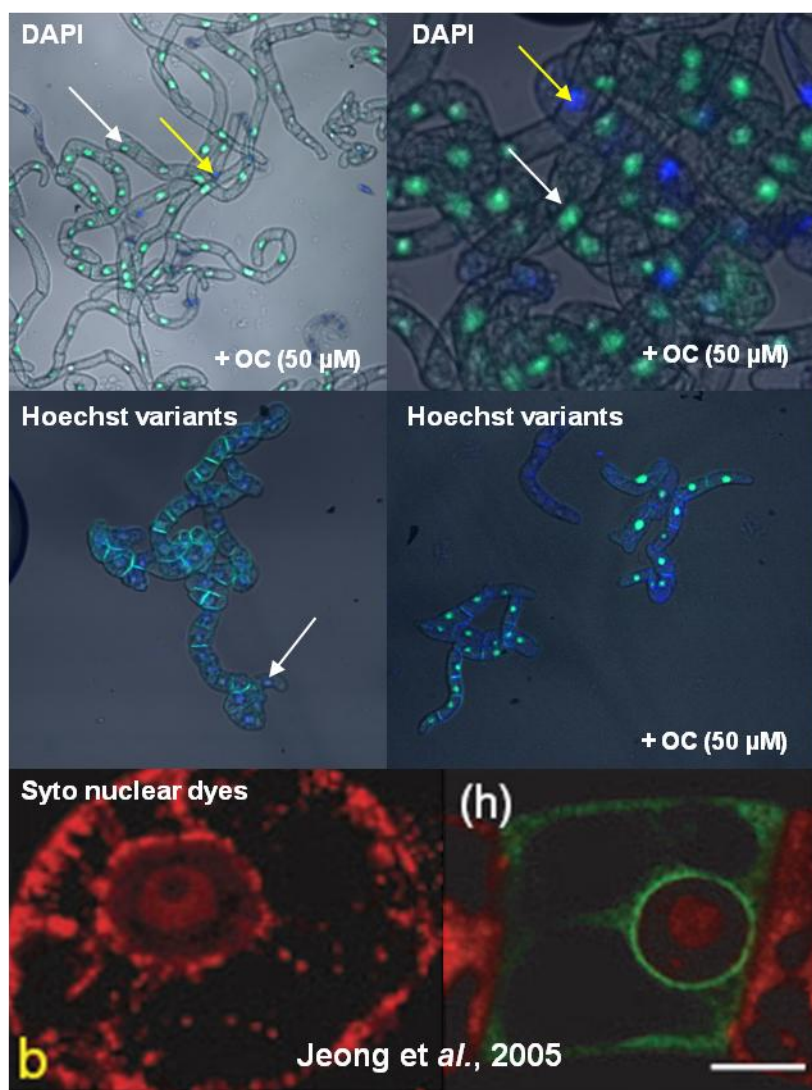 DAPI
DAPI
+ OC (50 µM)
+ OC (50 µM)
Hoechst variants
Hoechst variants
+ OC (50 µM)
Syto nuclear dyes
(h)
b
Jeong et al., 2005